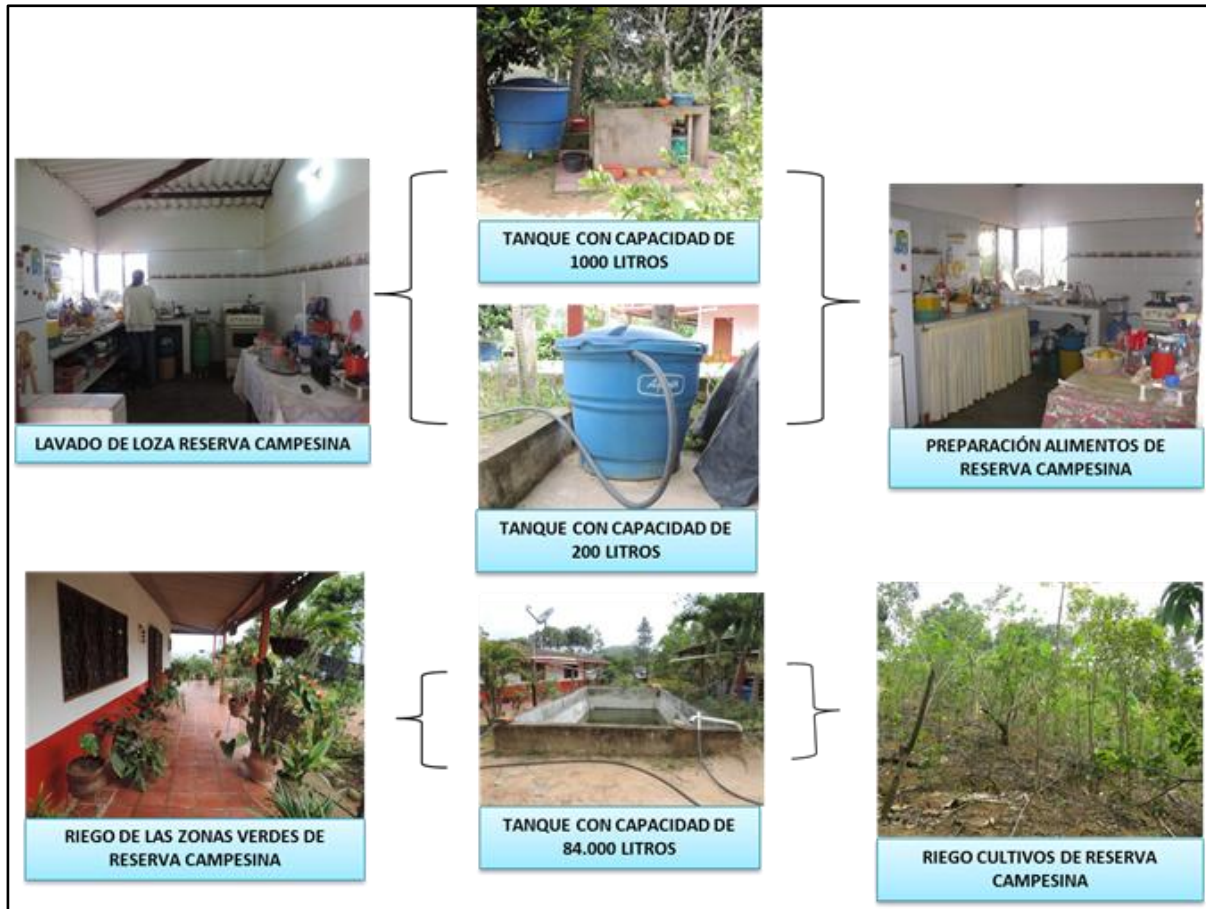 TANQUE CON CAPACIDAD DE
1000 LITROS
LAVADO DE LOZA RESERVA CAMPESINA
PREPARACIÓN ALIMENTOS DE
RESERVA CAMPESINA
TANQUE CON CAPACIDAD DE
200 LITROS
RIEGO DE LAS ZONAS VERDES DE
RESERVA CAMPESINA
TANQUE CON CAPACIDAD DE
84.000 LITROS
RIEGO CULTIVOS DE RESERVA
CAMPESINA